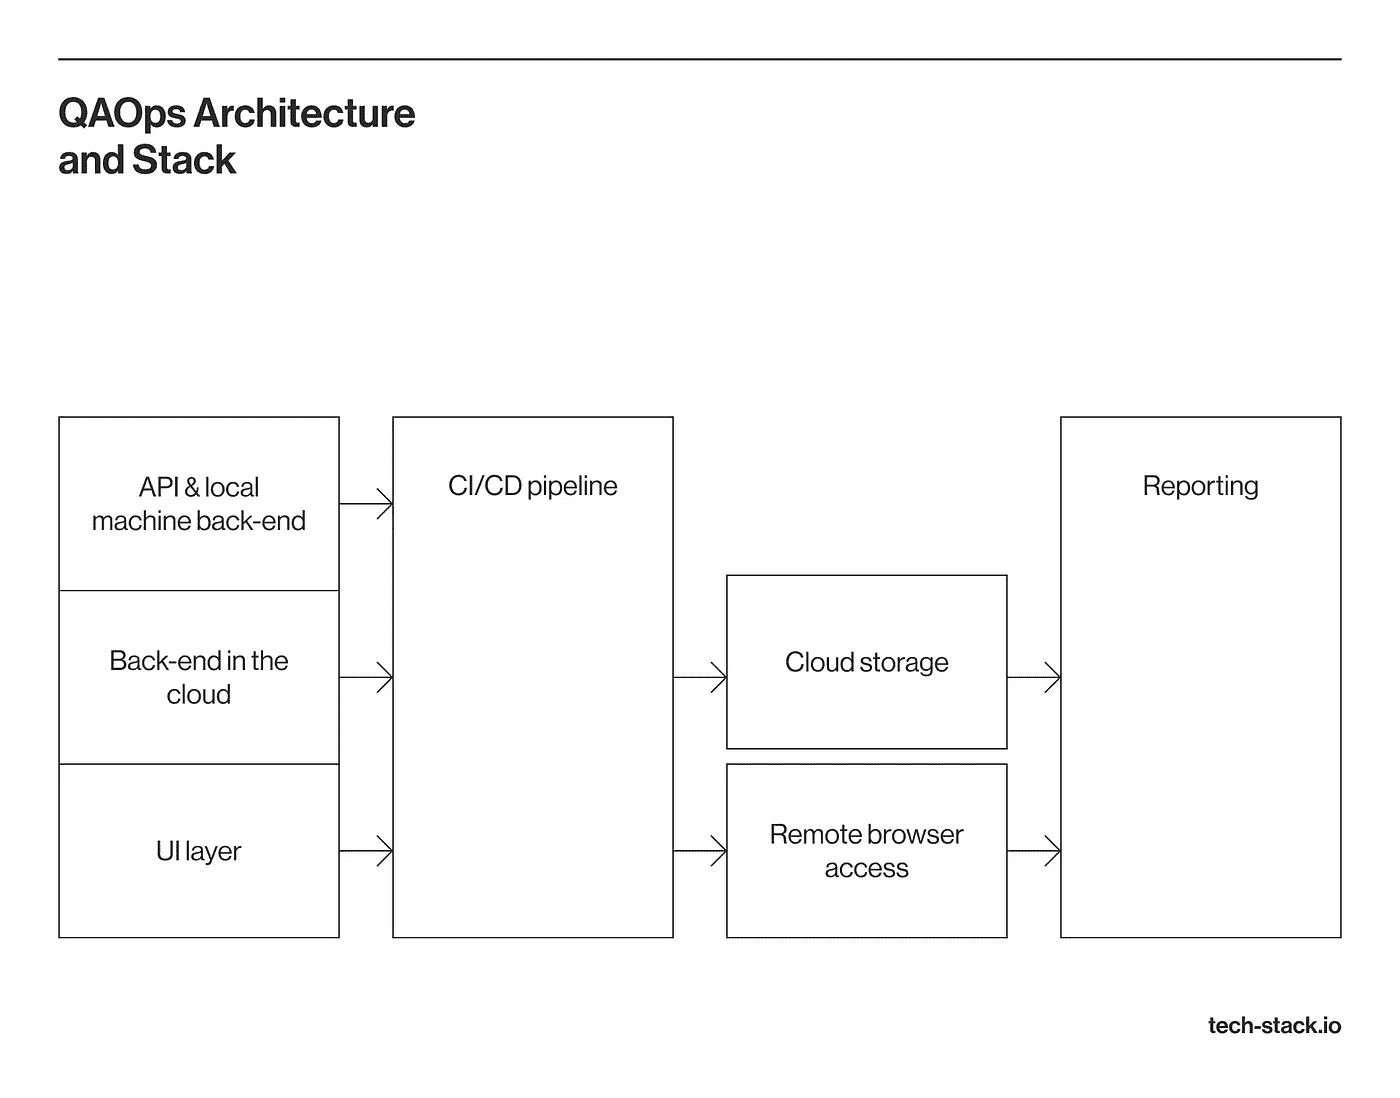 QAOps Architecture
and Stack
API & local
machine back-end
Back-end in the
cloud
UI layer
CI/CD pipeline
Cloud storage
Remote browser
access
Reporting
tech-stack.io